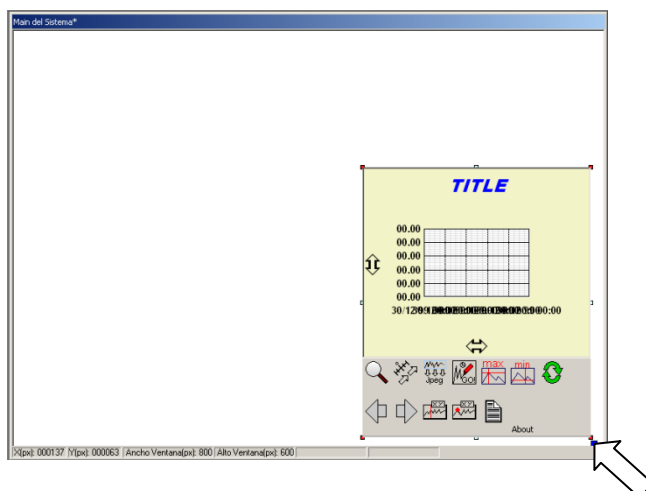 Main del Sistema*
TITLE
00.00
00.00
00.00
00.00
00.00
00.00
max min
Jpeg GO!
About
X(px): 000137 Y(px): 000063 Ancho Ventana(px): 800 Alto Ventana(px): 600